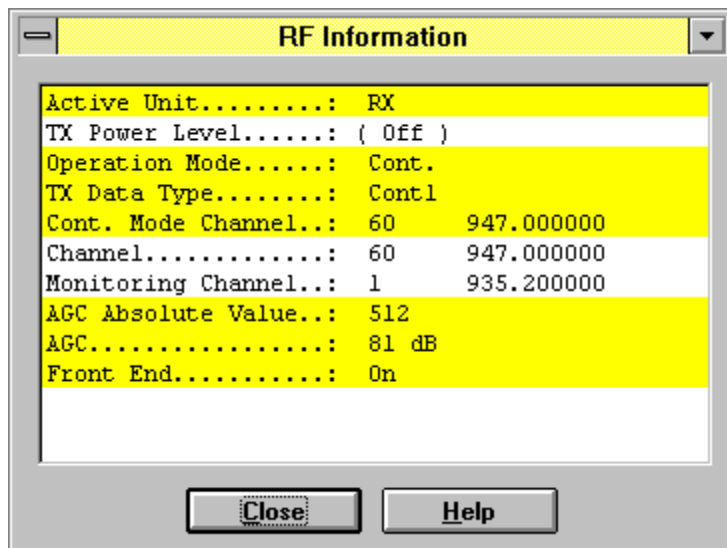 RF Information
Active Unit.........: RX
TX Power Level......: ( Off )
Operation Mode......: Cont.
TX Data Type........: Cont1
Cont. Mode Channel..: 60 947.000000
Channel.............: 60 947.000000
Monitoring Channel..: 1 935.200000
AGC Absolute Value..: 512
AGC.................: 81 dB
Front End...........: On
Close Help